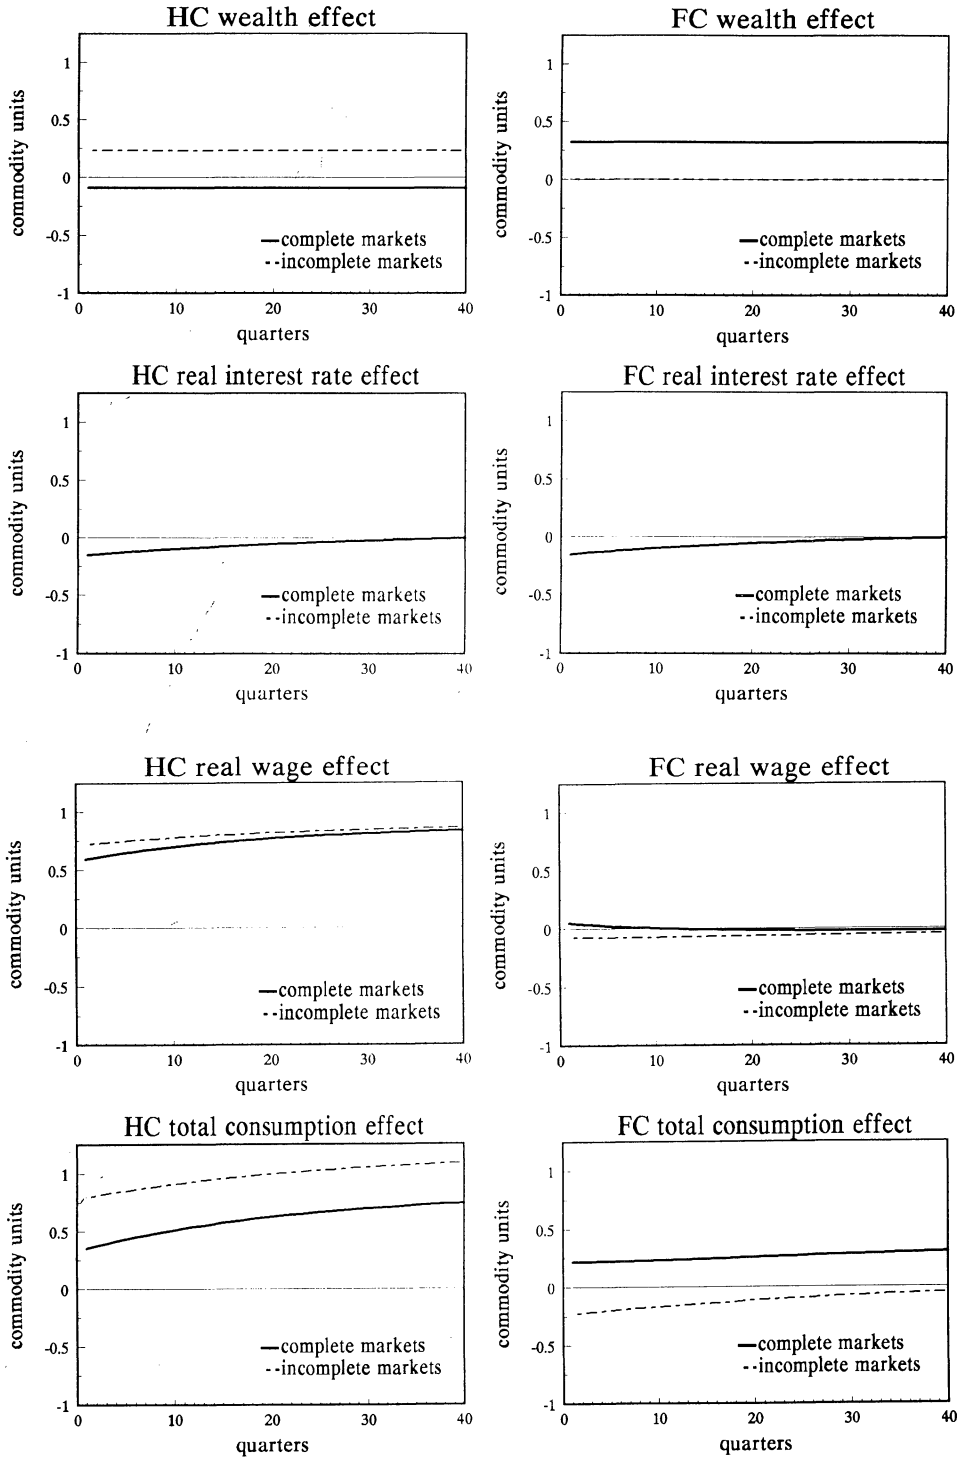 HC wealth effect
commodity units
1
0.5
0
-0.5
-1
complete markets
incomplete markets
0 10 20 30 40
quarters
FC wealth effect
commodity units
1
0.5
0
-0.5
-1
complete markets
incomplete markets
0 10 20 30 40
quarters
HC real interest rate effect
commodity units
1
0.5
0
-0.5
-1
complete markets
incomplete markets
0 10 20 30 40
quarters
FC real interest rate effect
commodity units
1
0.5
0
-0.5
-1
complete markets
incomplete markets
0 10 20 30 40
quarters
HC real wage effect
commodity units
1
0.5
0
-0.5
-1
complete markets
incomplete markets
0 10 20 30 40
quarters
FC real wage effect
commodity units
1
0.5
0
-0.5
-1
complete markets
incomplete markets
0 10 20 30 40
quarters
HC total consumption effect
commodity units
1
0.5
0
-0.5
-1
complete markets
incomplete markets
0 10 20 30 40
quarters
FC total consumption effect
commodity units
1
0.5
0
-0.5
-1
complete markets
incomplete markets
0 10 20 30 40
quarters